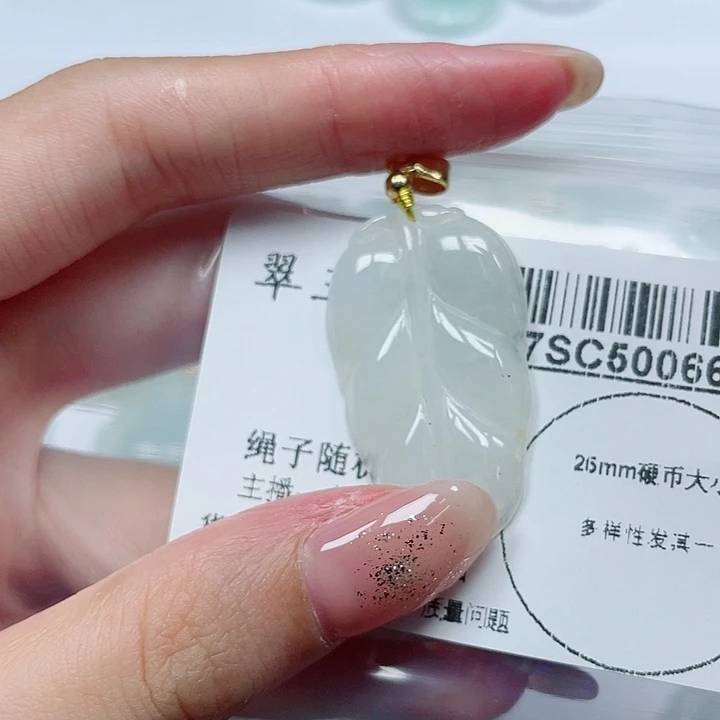 翠
7SC50066
绳子随机
主播
25mm硬币大小
多样性发其一
质量问题